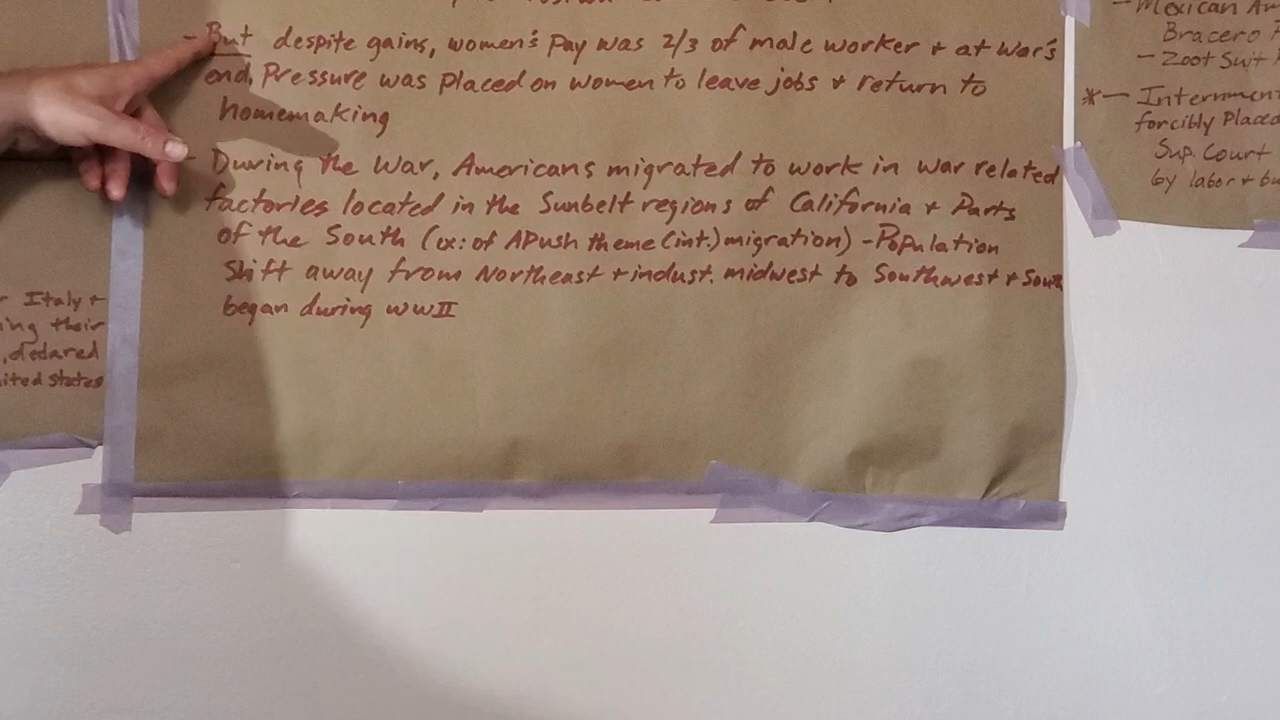 - But despite gains, women's pay was 2/3 of male worker + at war's
end, Pressure was placed on women to leave jobs + return to
homemaking
- During the War, Americans migrated to work in war related
factories located in the Sunbelt regions of California + Parts
of the South (ex: of APush theme (int.) migration) - Population
Shift away from Northeast + indust. midwest to Southwest + South
began during WWII
Italy +
ing their
, declared
ited states
- Mexican Am
Bracero
- Zoot Suit
* - Internment
forcibly Placed
Sup. Court
by labor + bu